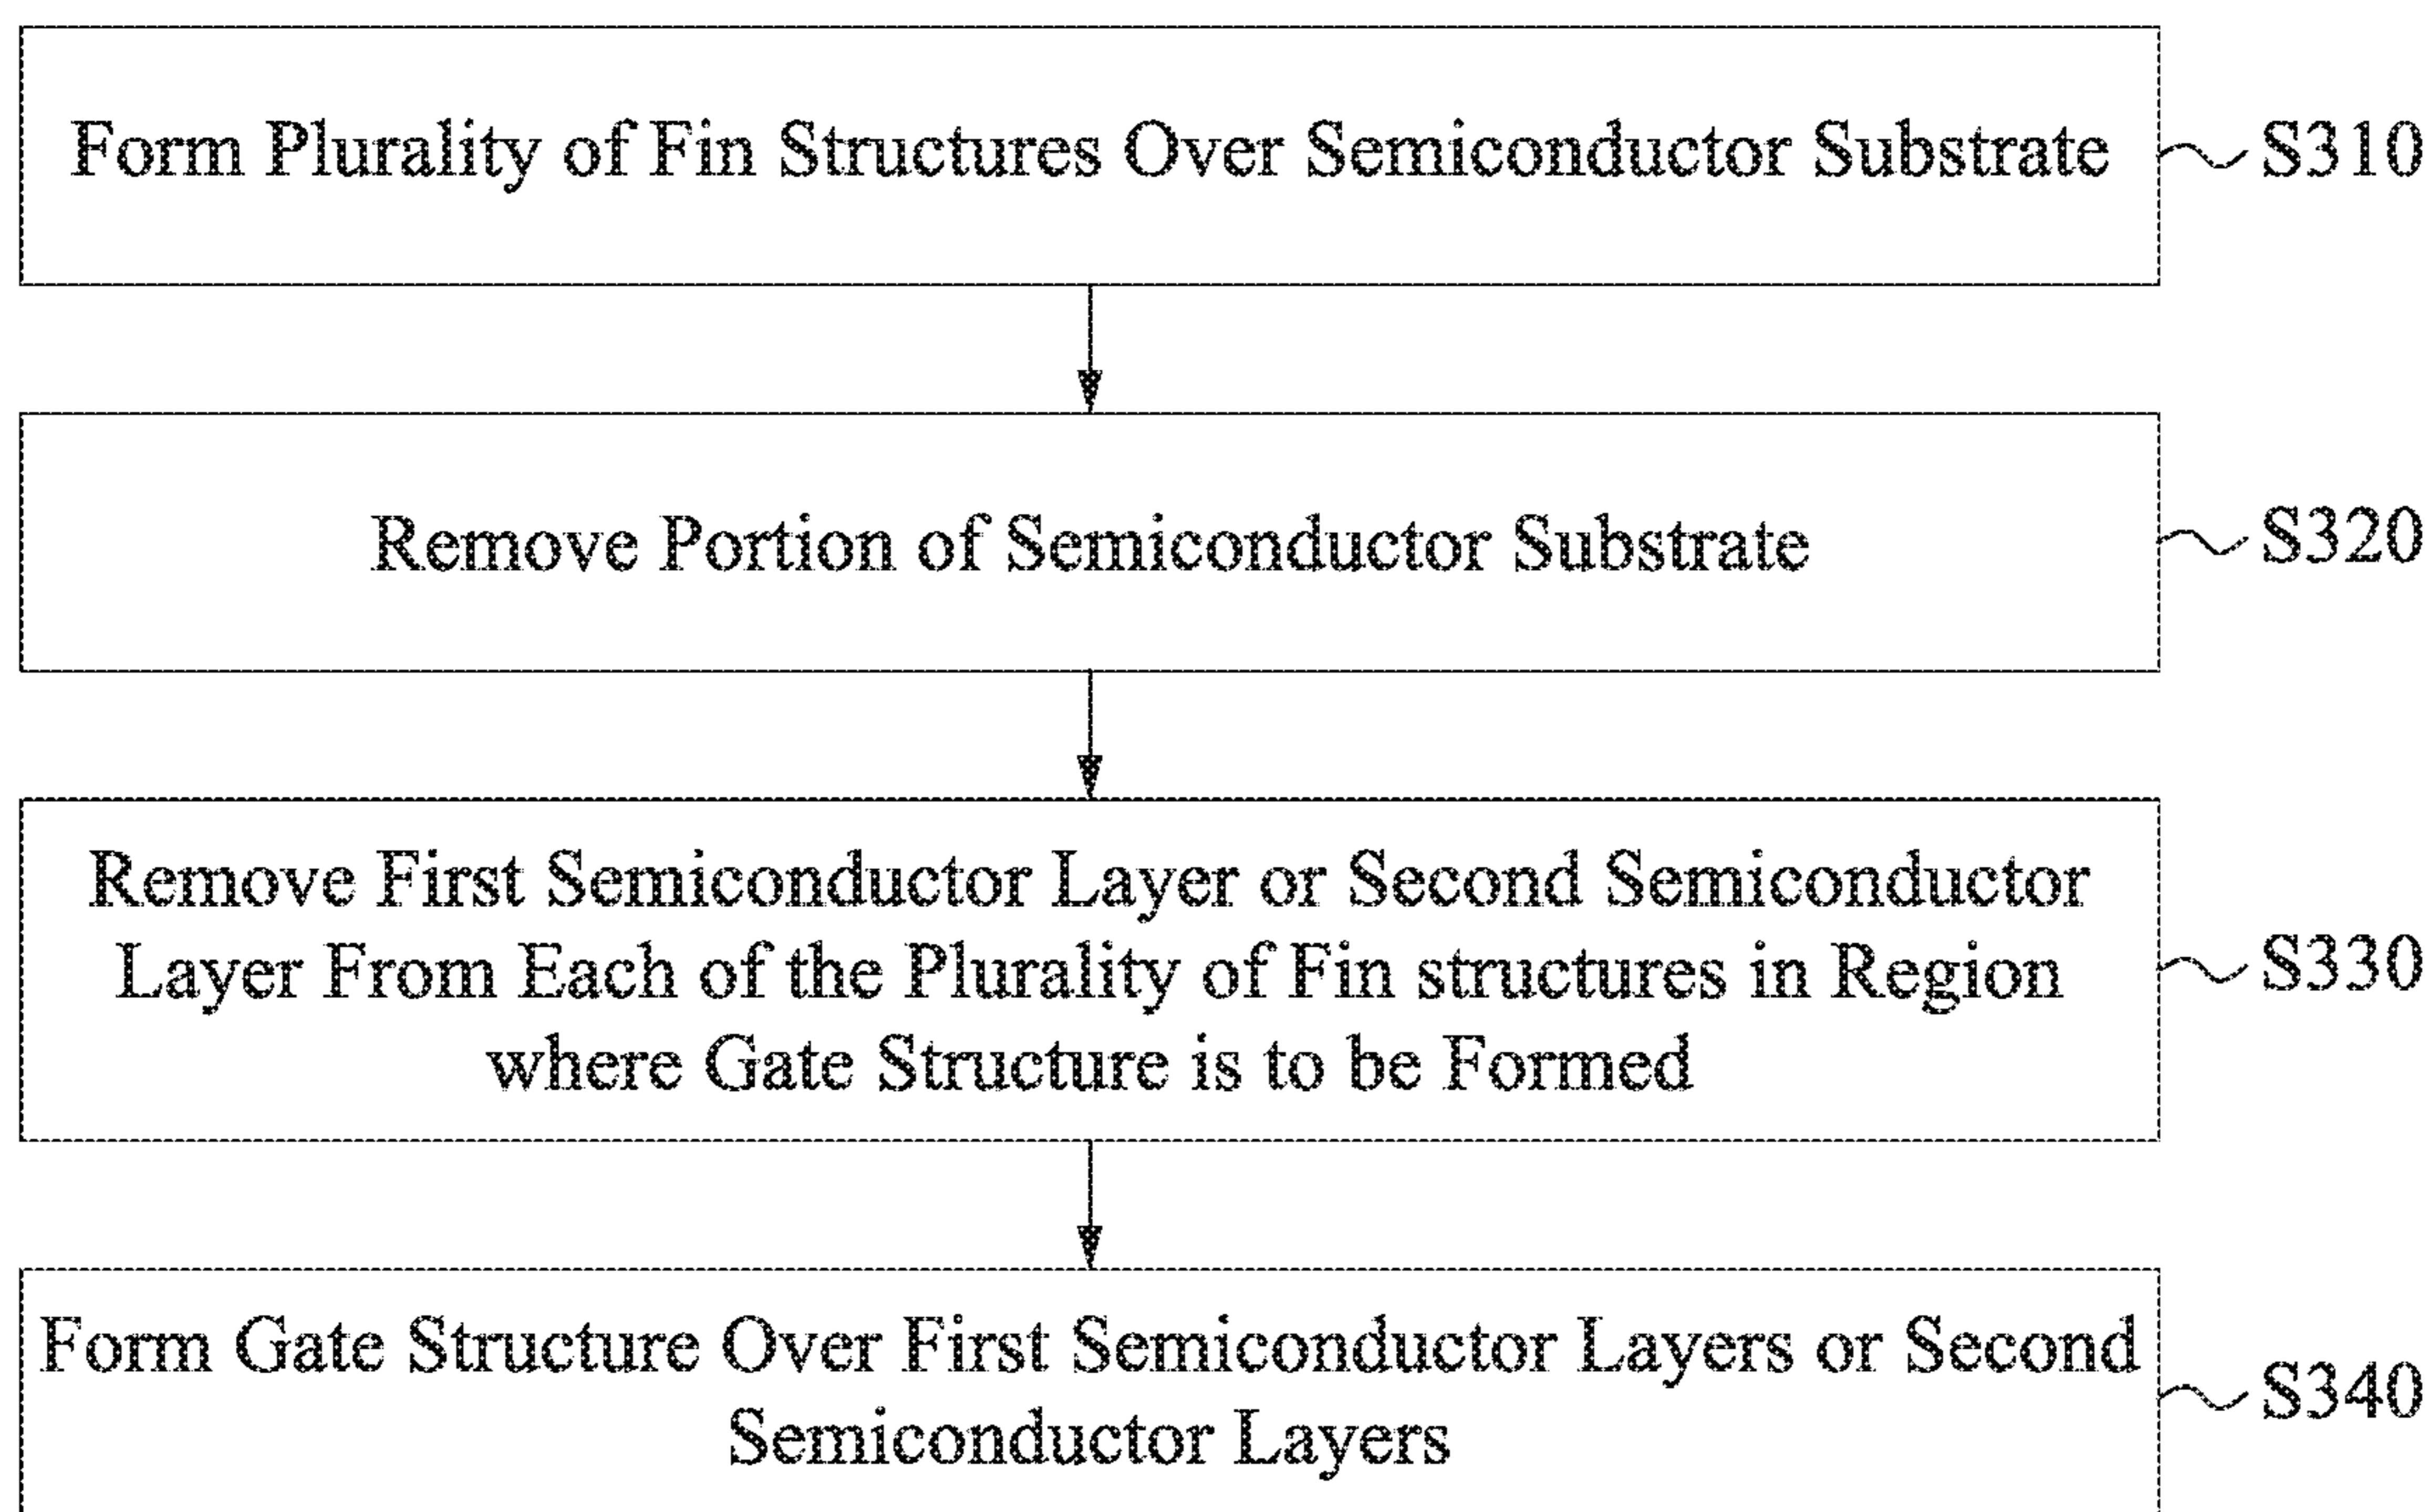 Form Plurality of Fin Structures Over Semiconductor Substrate
S310
Remove Portion of Semiconductor Substrate
S320
Remove First Semiconductor Layer or Second Semiconductor
Layer From Each of the Plurality of Fin structures in Region
where Gate Structure is to be Formed
S330
Form Gate Structure Over First Semiconductor Layers or Second
Semiconductor Layers
S340